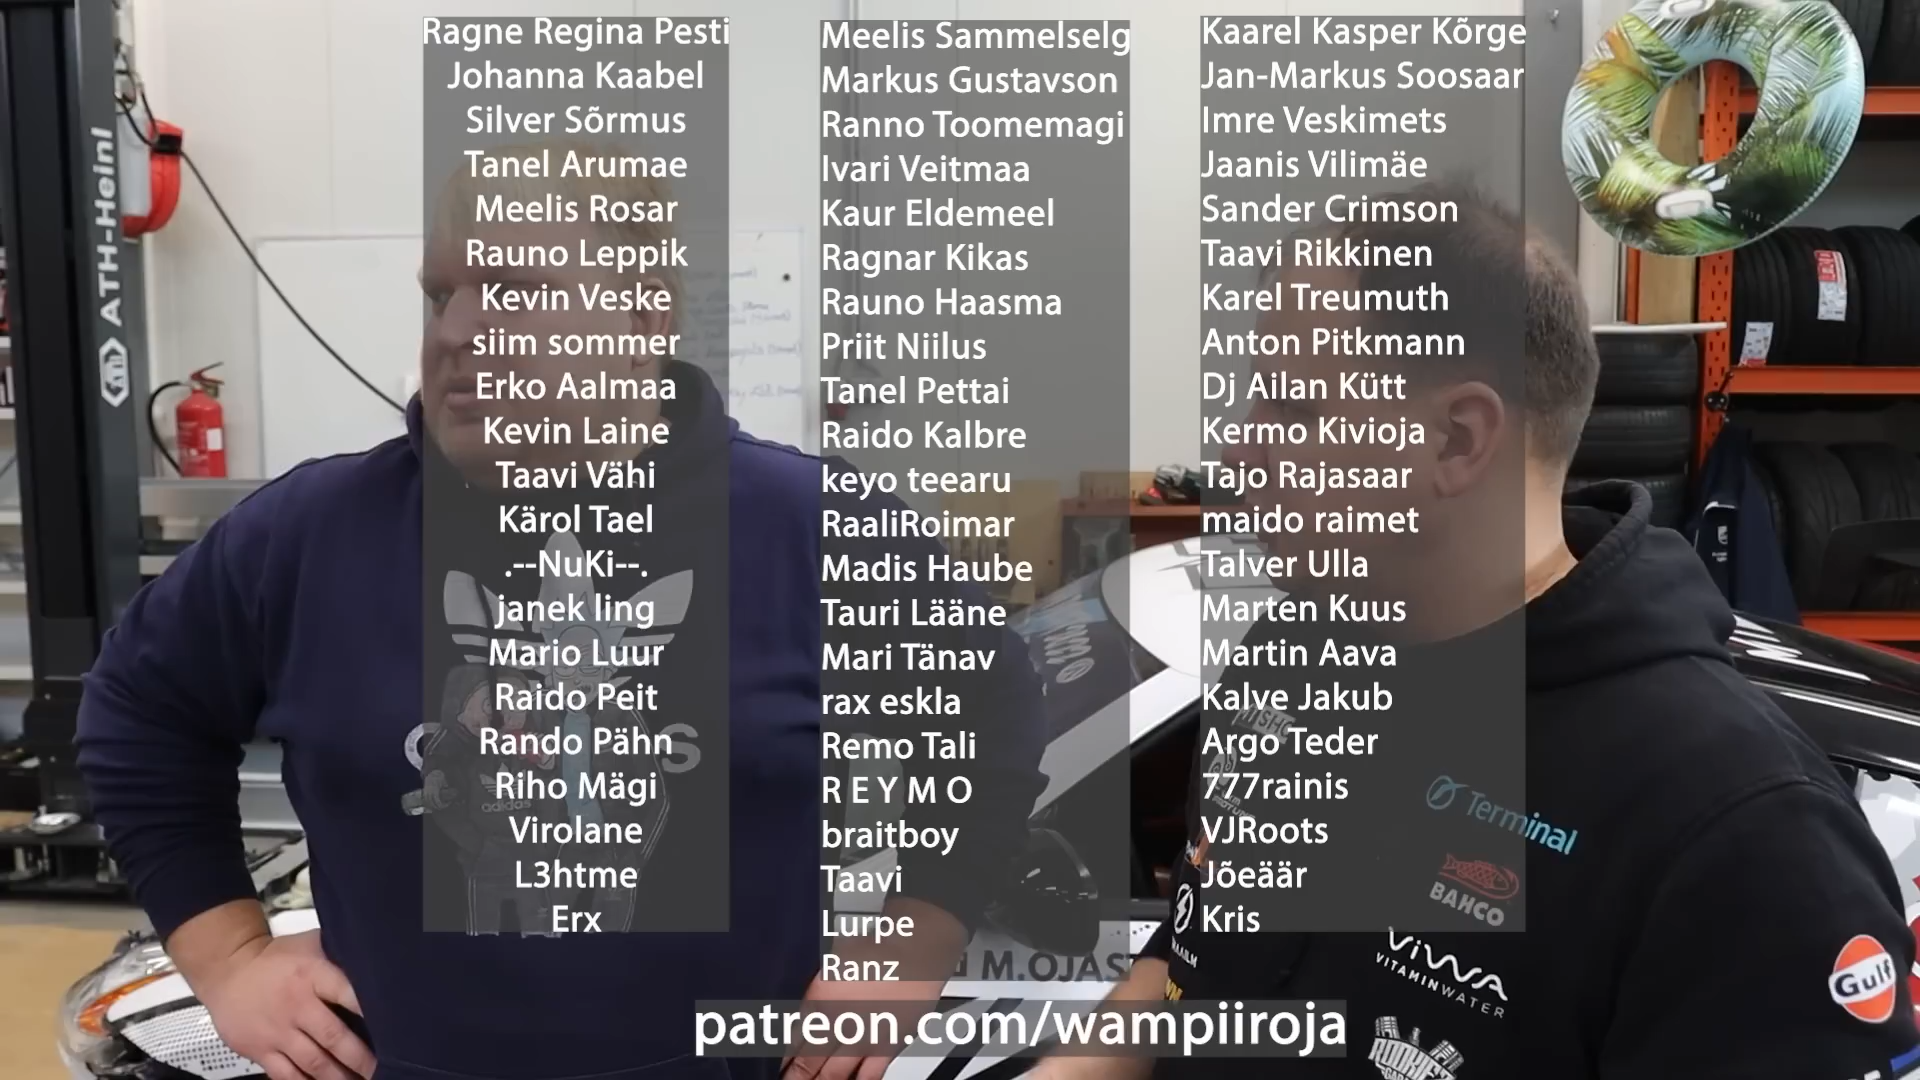 Ragne Regina Pesti
Johanna Kaabel
Silver Sõrmus
Tanel Arumae
Meelis Rosar
Rauno Leppik
Kevin Veske
siim sommer
Erko Aalmaa
Kevin Laine
Taavi Vähi
Kärol Tael
.--NuKi--.
janek ling
Mario Luur
Raido Peit
Rando Pähn
Riho Mägi
Virolane
L3htme
Erx
Meelis Sammelselg
Markus Gustavson
Ranno Toomemagi
Ivari Veitmaa
Kaur Eldemeel
Ragnar Kikas
Rauno Haasma
Priit Niilus
Tanel Pettai
Raido Kalbre
keyo teearu
RaaliRoimar
Madis Haube
Tauri Lääne
Mari Tänav
rax eskla
Remo Tali
R E Y M O
braitboy
Taavi
Lurpe
Ranz
Kaarel Kasper Kõrge
Jan-Markus Soosaar
Imre Veskimets
Jaanis Vilimäe
Sander Crimson
Taavi Rikkinen
Karel Treumuth
Anton Pitkmann
Dj Ailan Kütt
Kermo Kivioja
Tajo Rajasaar
maido raimet
Talver Ulla
Marten Kuus
Martin Aava
Kalve Jakub
Argo Teder
777rainis
VJRoots
Jõeäär
Kris
patreon.com/wampiiroja
ATH-Heinl
adidas
M.OJAS
Terminal
BAHCO
ViWA
VITAMINWATER
Gulf